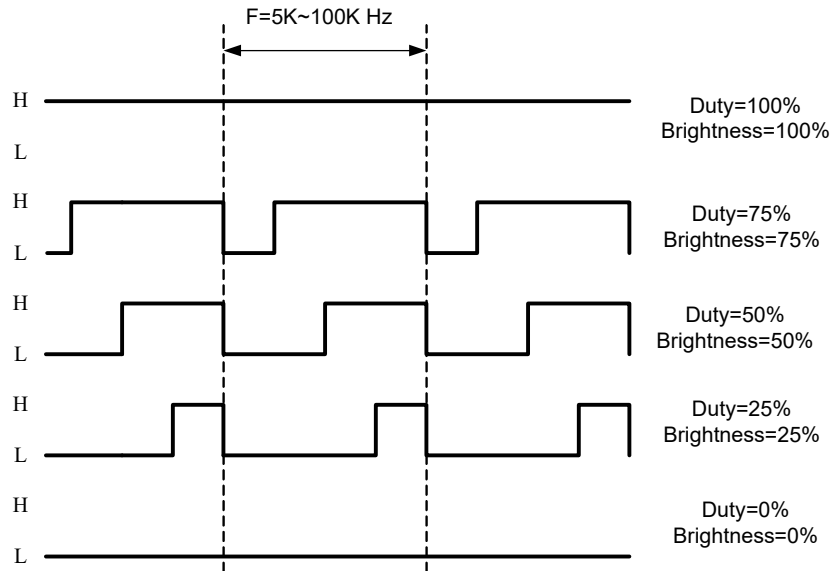 F=5K~100K Hz
H
L
Duty=100%
Brightness=100%
H
L
Duty=75%
Brightness=75%
H
L
Duty=50%
Brightness=50%
H
L
Duty=25%
Brightness=25%
H
L
Duty=0%
Brightness=0%